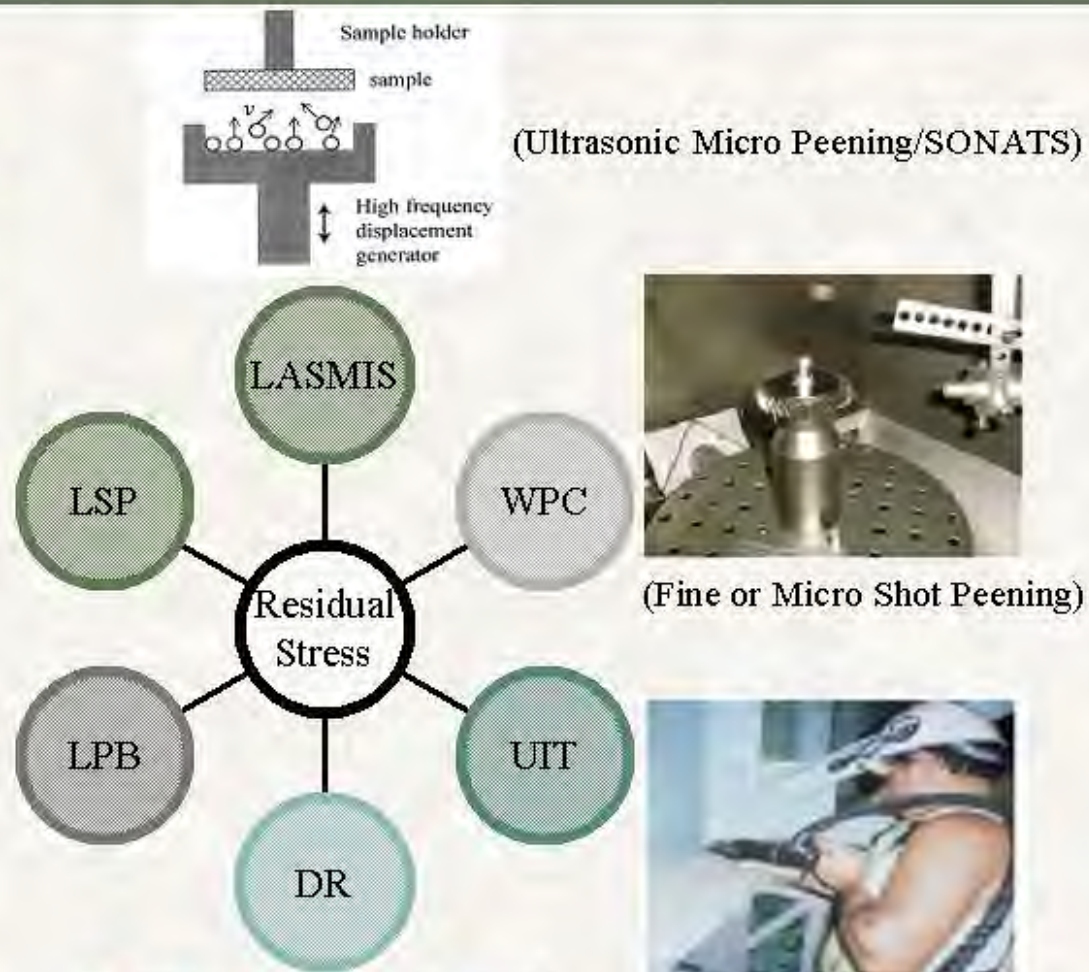 Sample holder
sample
v
High frequency
displacement
generator
(Ultrasonic Micro Peening/SONATS)
LASMIS
LSP
WPC
Residual
Stress
(Fine or Micro Shot Peening)
LPB
UIT
DR